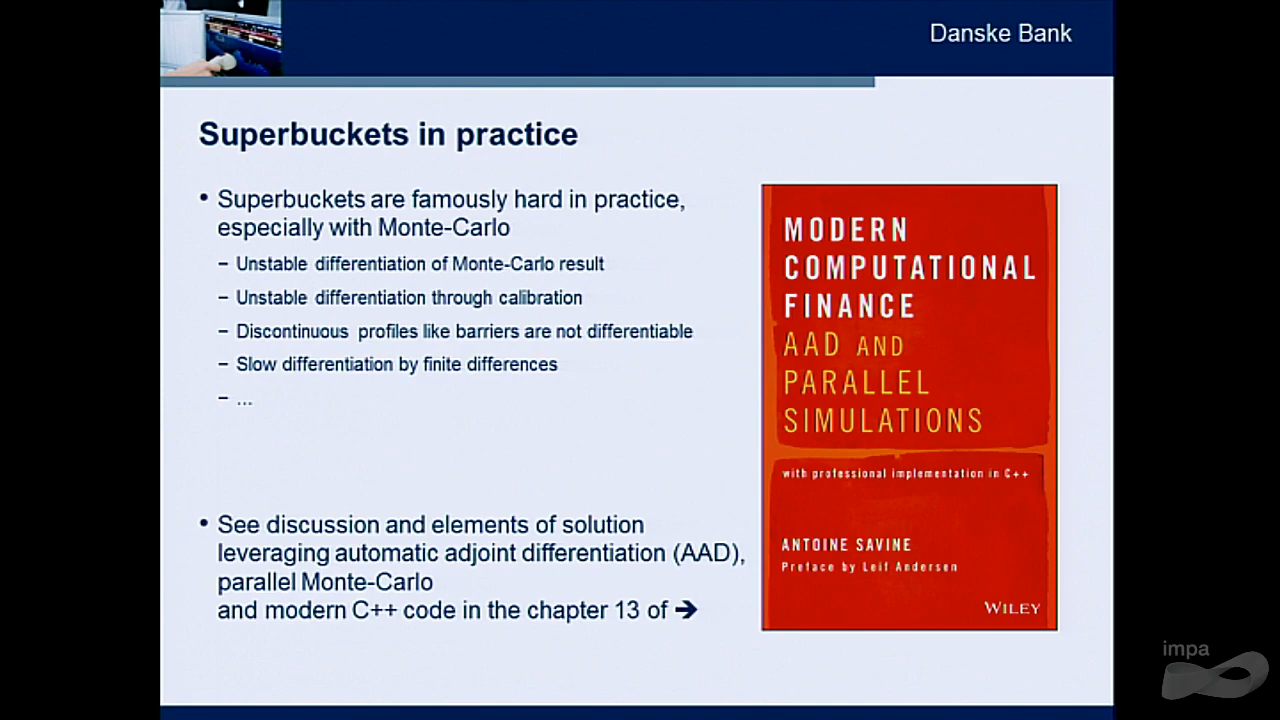 Danske Bank
Superbuckets in practice
• Superbuckets are famously hard in practice,
especially with Monte-Carlo
– Unstable differentiation of Monte-Carlo result
– Unstable differentiation through calibration
– Discontinuous profiles like barriers are not differentiable
– Slow differentiation by finite differences
– ...
• See discussion and elements of solution
leveraging automatic adjoint differentiation (AAD),
parallel Monte-Carlo
and modern C++ code in the chapter 13 of ➔
MODERN
COMPUTATIONAL
FINANCE
AAD AND
PARALLEL
SIMULATIONS
with professional implementation in C++
ANTOINE SAVINE
Preface by Leif Andersen
WILEY
impa